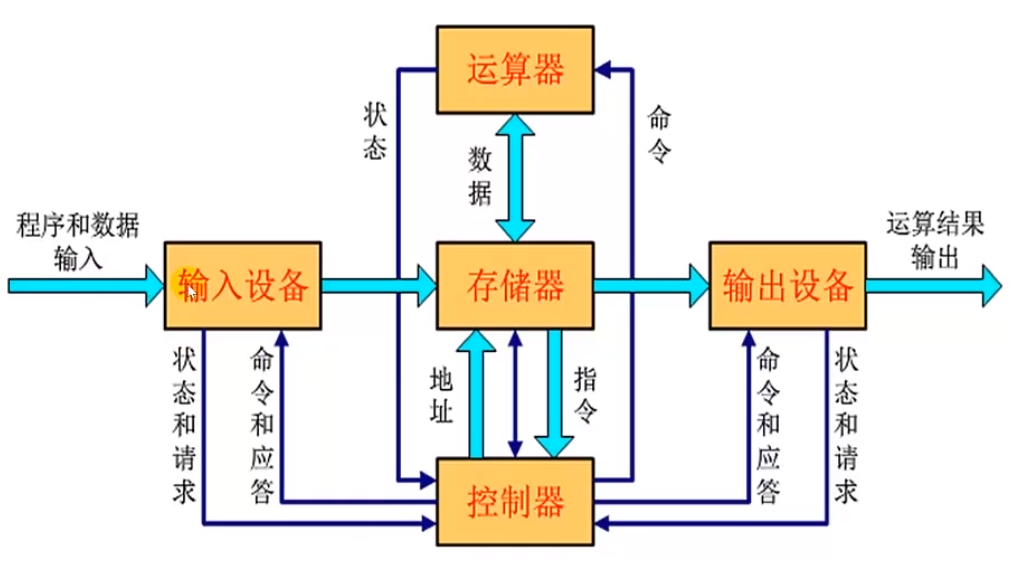 运算器
状态
命令
数据
程序和数据
输入
运算结果
输出
输入设备
存储器
输出设备
状态和请求
命令和应答
地址
指令
命令和应答
状态和请求
控制器